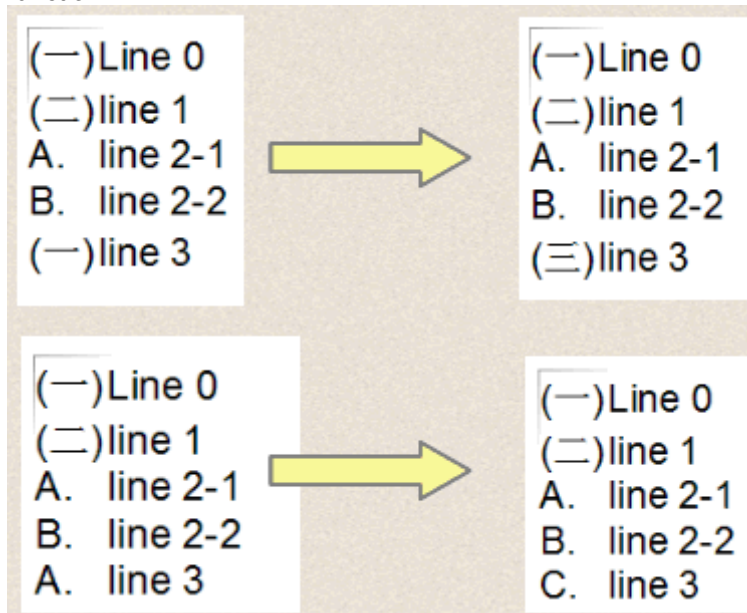 (一)Line 0
(二)line 1
A. line 2-1
B. line 2-2
(一)line 3
(一)Line 0
(二)line 1
A. line 2-1
B. line 2-2
(三)line 3
(一)Line 0
(二)line 1
A. line 2-1
B. line 2-2
A. line 3
(一)Line 0
(二)line 1
A. line 2-1
B. line 2-2
C. line 3